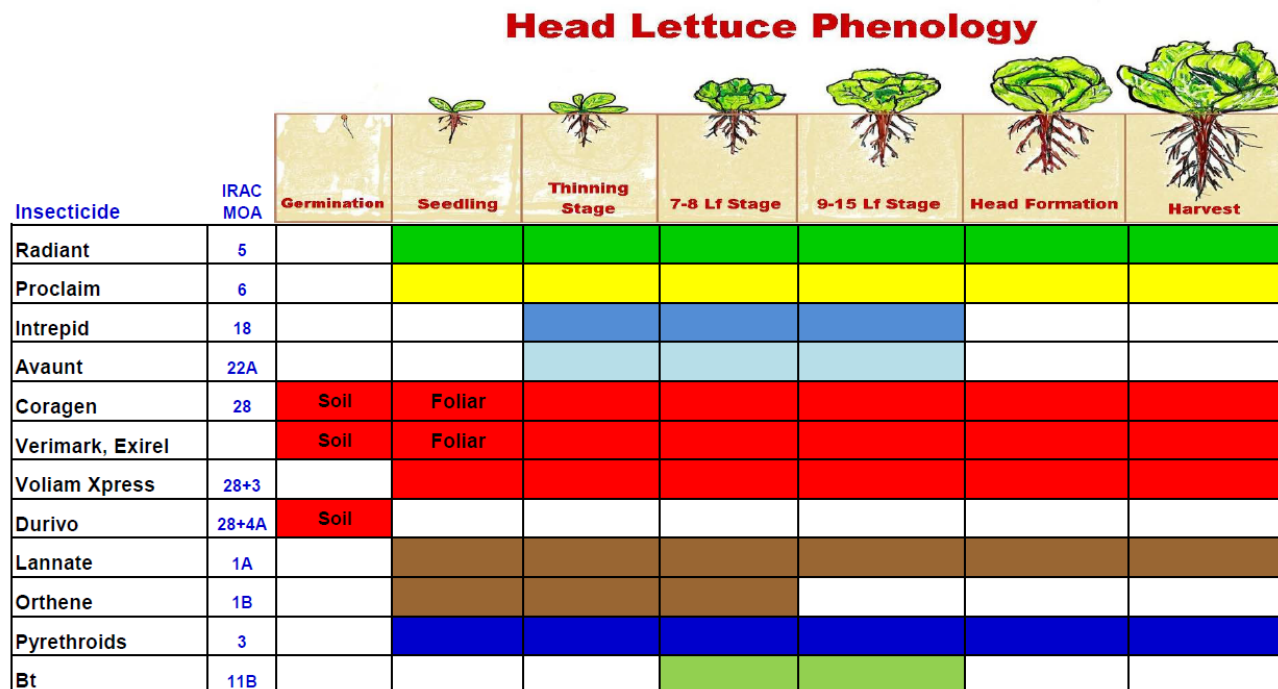 Head Lettuce Phenology
Insecticide
IRAC
MOA
Germination
Seedling
Thinning
Stage
7-8 Lf Stage
9-15 Lf Stage
Head Formation
Harvest
Radiant 5
Proclaim 6
Intrepid 18
Avaunt 22A
Coragen 28 Soil Foliar
Verimark, Exirel Soil Foliar
Voliam Xpress 28+3
Durivo 28+4A Soil
Lannate 1A
Orthene 1B
Pyrethroids 3
Bt 11B